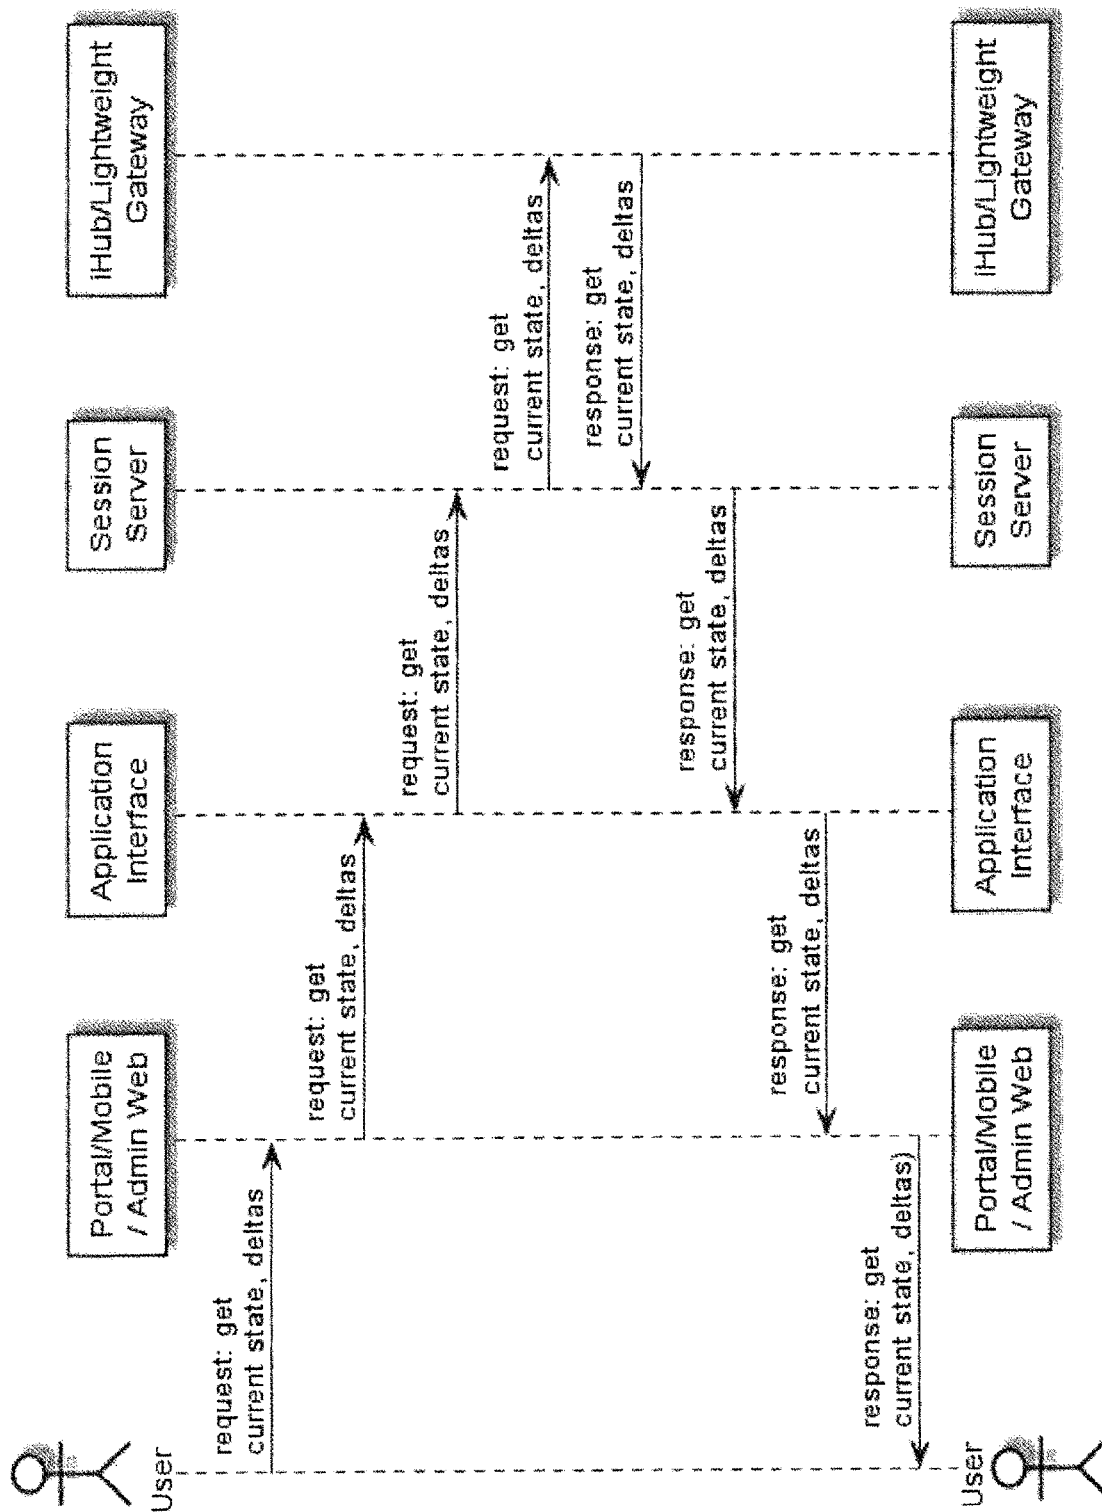 User
Portal/Mobile
/ Admin Web
Application
Interface
Session
Server
iHub/Lightweight
Gateway
request: get
current state, deltas
request: get
current state, deltas
request: get
current state, deltas
request: get
current state, deltas
response: get
current state, deltas
response: get
current state, deltas
response: get
current state, deltas
response: get
current state, deltas)
User
Portal/Mobile
/ Admin Web
Application
Interface
Session
Server
iHub/Lightweight
Gateway